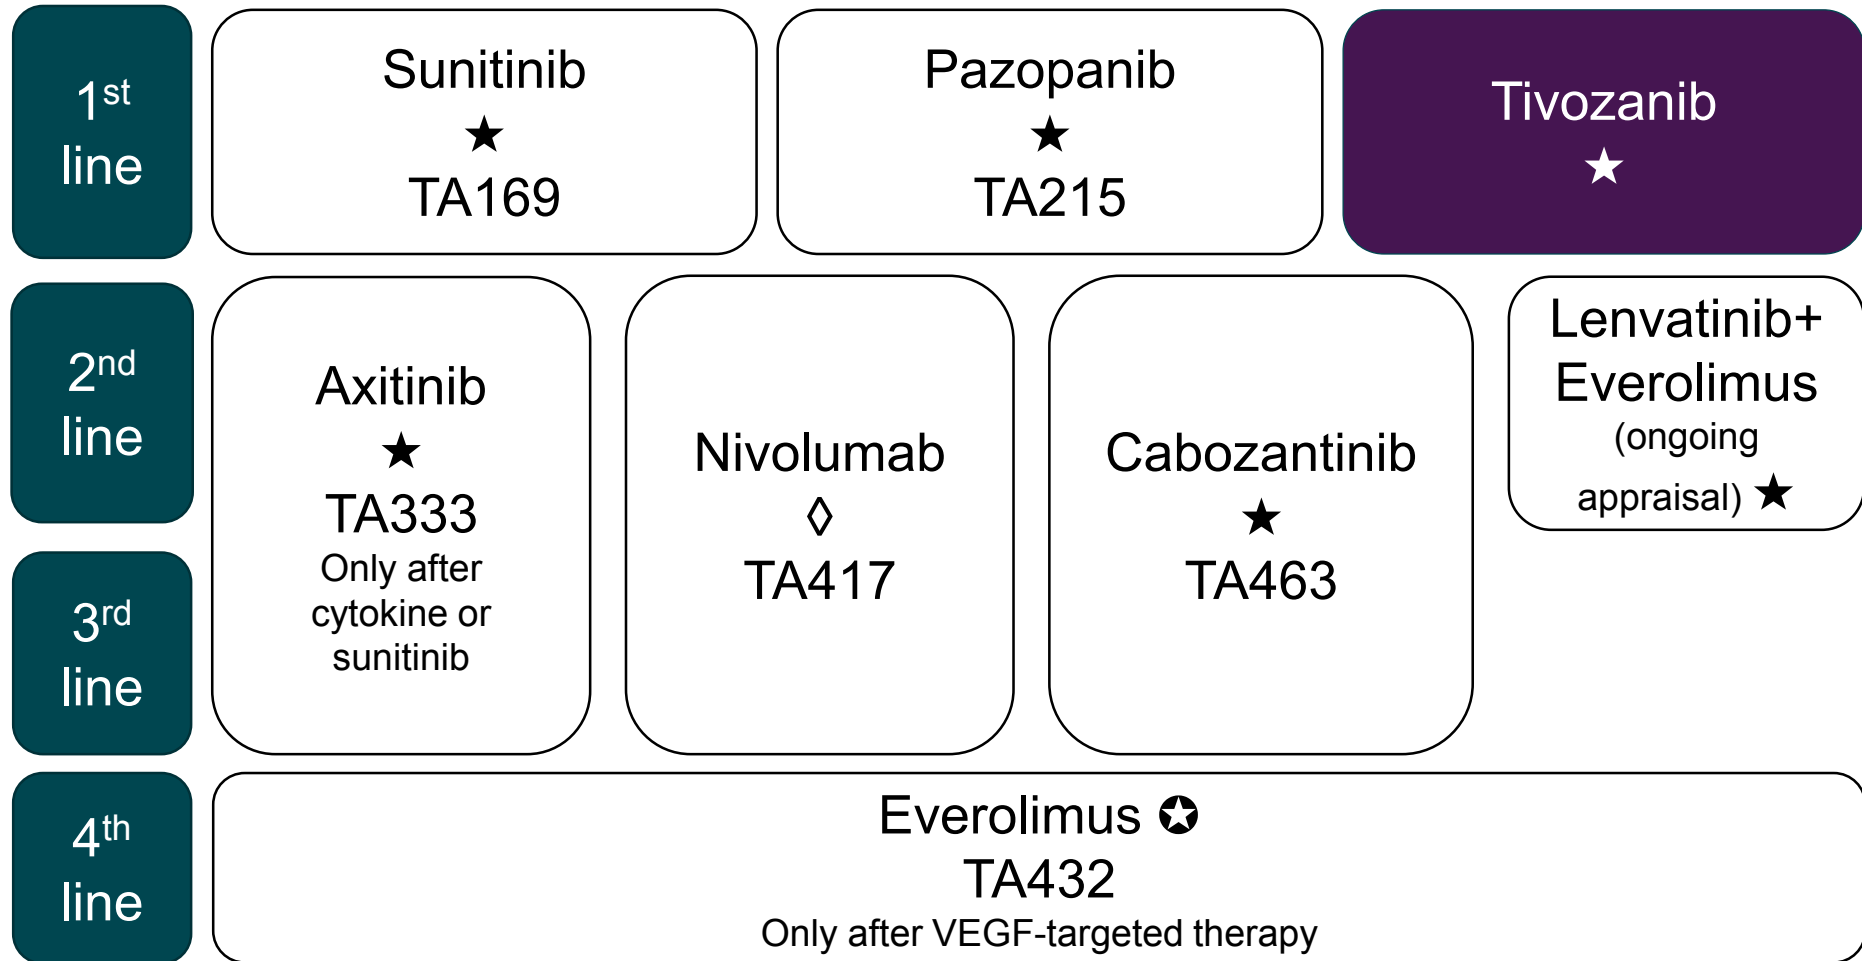 1st
line
Sunitinib
★
TA169
Pazopanib
★
TA215
Tivozanib
★
2nd
line
3rd
line
Axitinib
★
TA333
Only after
cytokine or
sunitinib
Nivolumab
◊
TA417
Cabozantinib
★
TA463
Lenvatinib+
Everolimus
(ongoing
appraisal) ★
4th
line
Everolimus ✪
TA432
Only after VEGF-targeted therapy